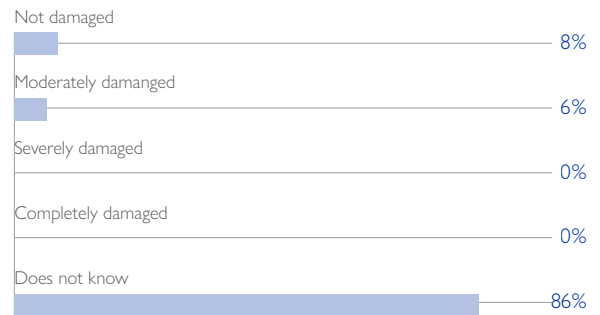 Not damaged
8%
Moderately damanged
6%
Severely damaged
0%
Completely damaged
0%
Does not know
86%